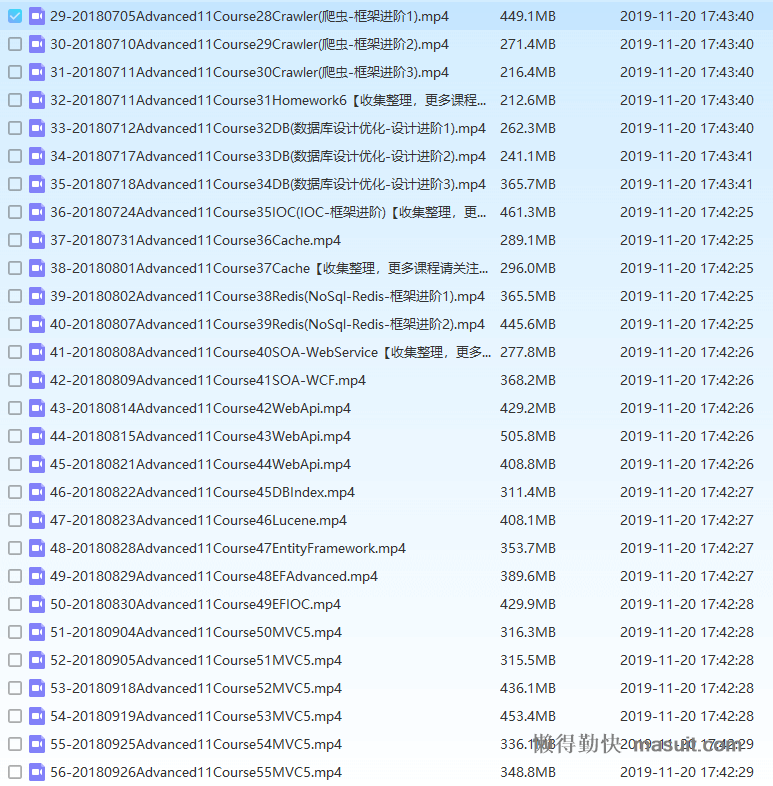 29-20180705Advanced11Course28Crawler(爬虫-框架进阶1).mp4 449.1MB 2019-11-20 17:43:40
30-20180710Advanced11Course29Crawler(爬虫-框架进阶2).mp4 271.4MB 2019-11-20 17:43:40
31-20180711Advanced11Course30Crawler(爬虫-框架进阶3).mp4 216.4MB 2019-11-20 17:43:40
32-20180711Advanced11Course31Homework6【收集整理，更多课程... 212.6MB 2019-11-20 17:43:40
33-20180712Advanced11Course32DB(数据库设计优化-设计进阶1).mp4 262.3MB 2019-11-20 17:43:40
34-20180717Advanced11Course33DB(数据库设计优化-设计进阶2).mp4 241.1MB 2019-11-20 17:43:41
35-20180718Advanced11Course34DB(数据库设计优化-设计进阶3).mp4 365.7MB 2019-11-20 17:43:41
36-20180724Advanced11Course35IOC(IOC-框架进阶)【收集整理，更... 461.3MB 2019-11-20 17:42:25
37-20180731Advanced11Course36Cache.mp4 289.1MB 2019-11-20 17:42:25
38-20180801Advanced11Course37Cache【收集整理，更多课程请关注... 296.0MB 2019-11-20 17:42:25
39-20180802Advanced11Course38Redis(NoSql-Redis-框架进阶1).mp4 365.5MB 2019-11-20 17:42:25
40-20180807Advanced11Course39Redis(NoSql-Redis-框架进阶2).mp4 445.6MB 2019-11-20 17:42:25
41-20180808Advanced11Course40SOA-WebService【收集整理，更多... 277.8MB 2019-11-20 17:42:26
42-20180809Advanced11Course41SOA-WCF.mp4 368.2MB 2019-11-20 17:42:26
43-20180814Advanced11Course42WebApi.mp4 429.2MB 2019-11-20 17:42:26
44-20180815Advanced11Course43WebApi.mp4 505.8MB 2019-11-20 17:42:26
45-20180821Advanced11Course44WebApi.mp4 408.8MB 2019-11-20 17:42:26
46-20180822Advanced11Course45DBIndex.mp4 311.4MB 2019-11-20 17:42:27
47-20180823Advanced11Course46Lucene.mp4 408.1MB 2019-11-20 17:42:27
48-20180828Advanced11Course47EntityFramework.mp4 353.7MB 2019-11-20 17:42:27
49-20180829Advanced11Course48EFAdvanced.mp4 389.6MB 2019-11-20 17:42:27
50-20180830Advanced11Course49EFIOC.mp4 429.9MB 2019-11-20 17:42:28
51-20180904Advanced11Course50MVC5.mp4 316.3MB 2019-11-20 17:42:28
52-20180905Advanced11Course51MVC5.mp4 315.5MB 2019-11-20 17:42:28
53-20180918Advanced11Course52MVC5.mp4 436.1MB 2019-11-20 17:42:28
54-20180919Advanced11Course53MVC5.mp4 453.4MB 2019-11-20 17:42:28
55-20180925Advanced11Course54MVC5.mp4 336.1MB 2019-11-20 17:42:29
懒得勤快 masuit.com
56-20180926Advanced11Course55MVC5.mp4 348.8MB 2019-11-20 17:42:29